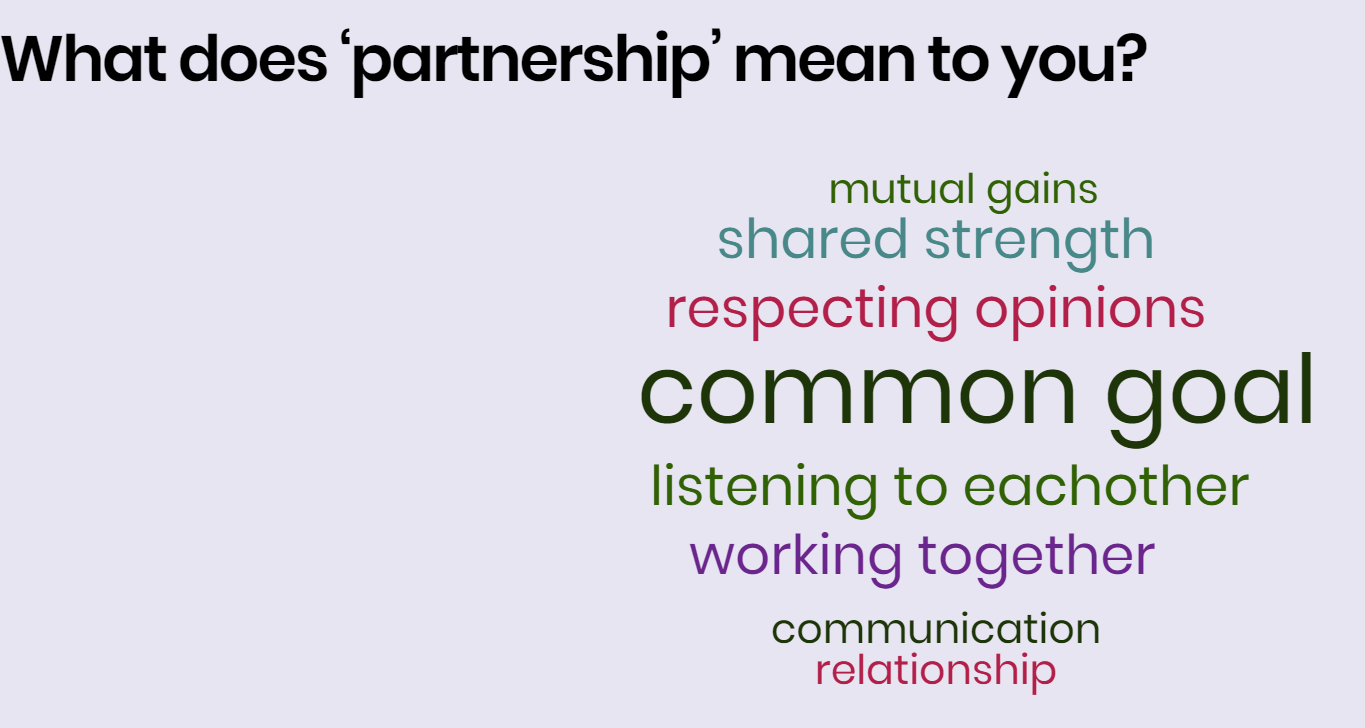 What does ‘partnership’ mean to you?
mutual gains
shared strength
respecting opinions
common goal
listening to eachother
working together
communication
relationship